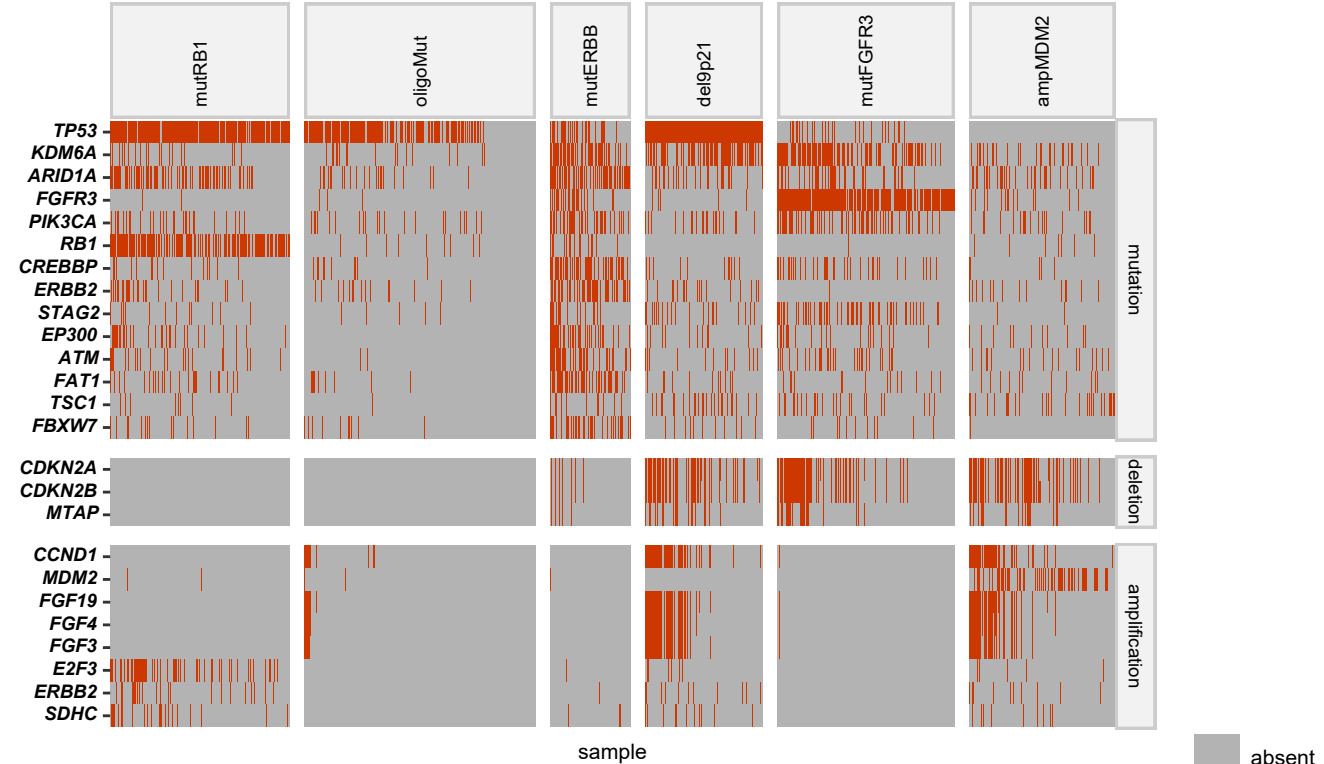 mutRB1
oligoMut
mutERBB
del9p21
mutFGFR3
ampMDM2
TP53
KDM6A
ARID1A
FGFR3
PIK3CA
RB1
CREBBP
ERBB2
STAG2
EP300
ATM
FAT1
TSC1
FBXW7
mutation
CDKN2A
CDKN2B
MTAP
deletion
CCND1
MDM2
FGF19
FGF4
FGF3
E2F3
ERBB2
SDHC
amplification
sample
absent